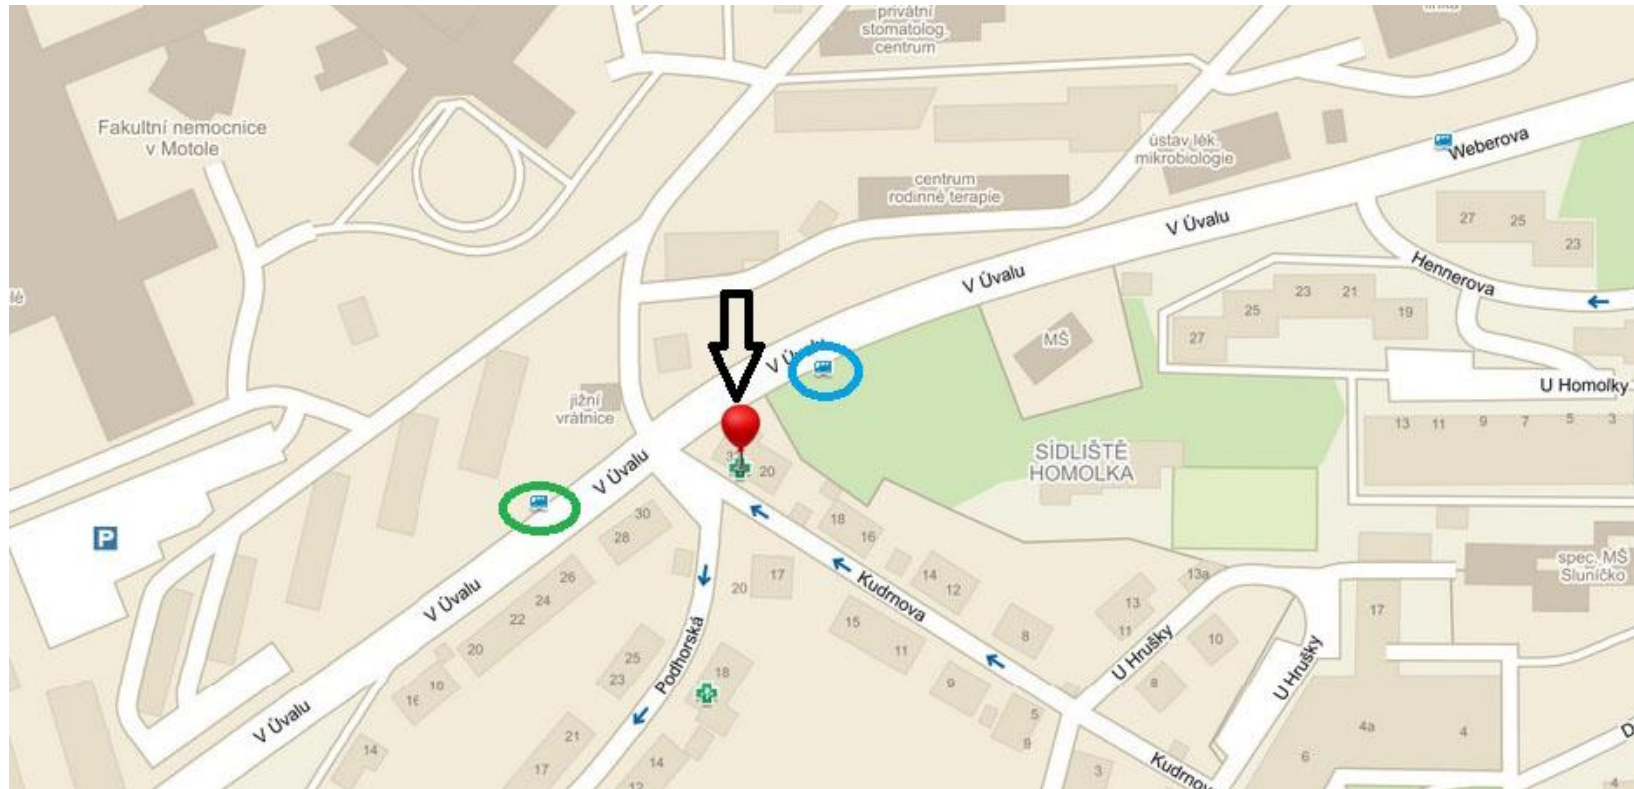 privátní
stomatolog.
centrum
Fakultní nemocnice
v Motole
ústav lék.
mikrobiologie
Weberova
centrum
rodinné terapie
V Úvalu
27
25
23
Hennerova
V Úvalu
23
21
25
19
27
MŠ
U Homolky
jižní
vrátnice
13
11
9
7
5
3
SÍDLIŠTĚ
HOMOLKA
20
V Úvalu
P
30
28
18
16
spec. MŠ
Sluníčko
26
24
22
20
V Úvalu
20
17
14
12
Kudrnova
13a
13
11
17
15
11
8
10
U Hrušky
U Hrušky
25
23
Podhorská
18
10
9
8
5
V Úvalu
4a
4
6
21
17
14
14
3
Kudrnov